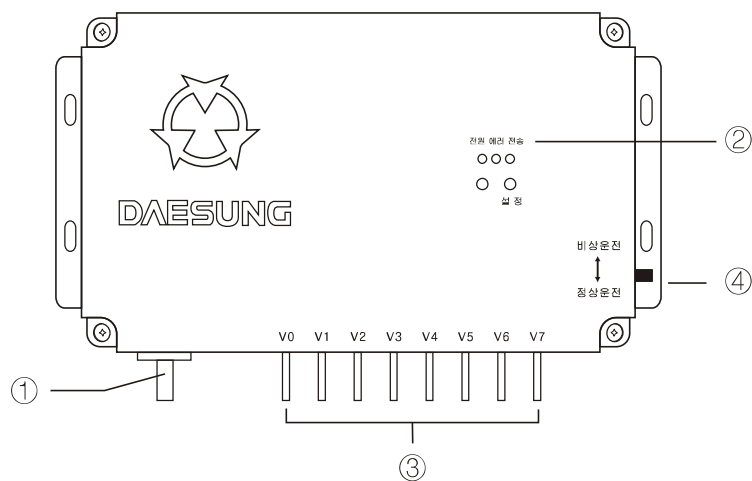 ②
전원 에러 전송
설 정
DAESUNG
비상운전
정상운전
④
V0 V1 V2 V3 V4 V5 V6 V7
①
③